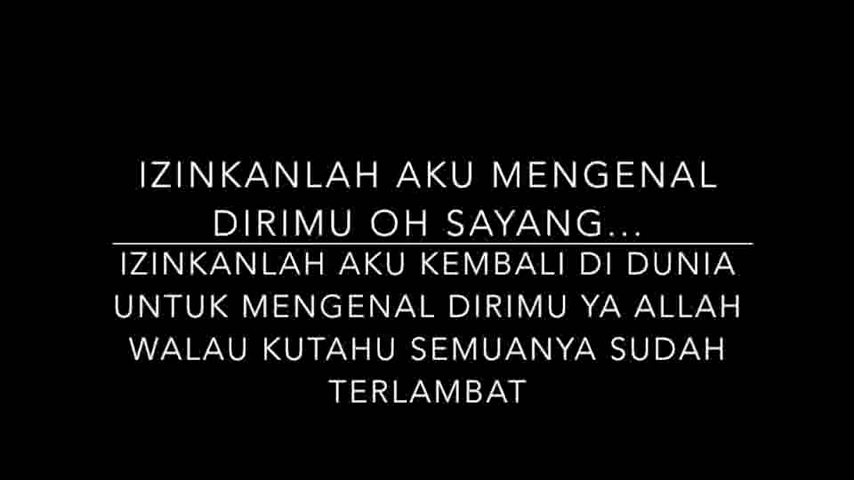 IZINKANLAH AKU MENGENAL
DIRIMU OH SAYANG...
IZINKANLAH AKU KEMBALI DI DUNIA
UNTUK MENGENAL DIRIMU YA ALLAH
WALAU KUTAHU SEMUANYA SUDAH
TERLAMBAT